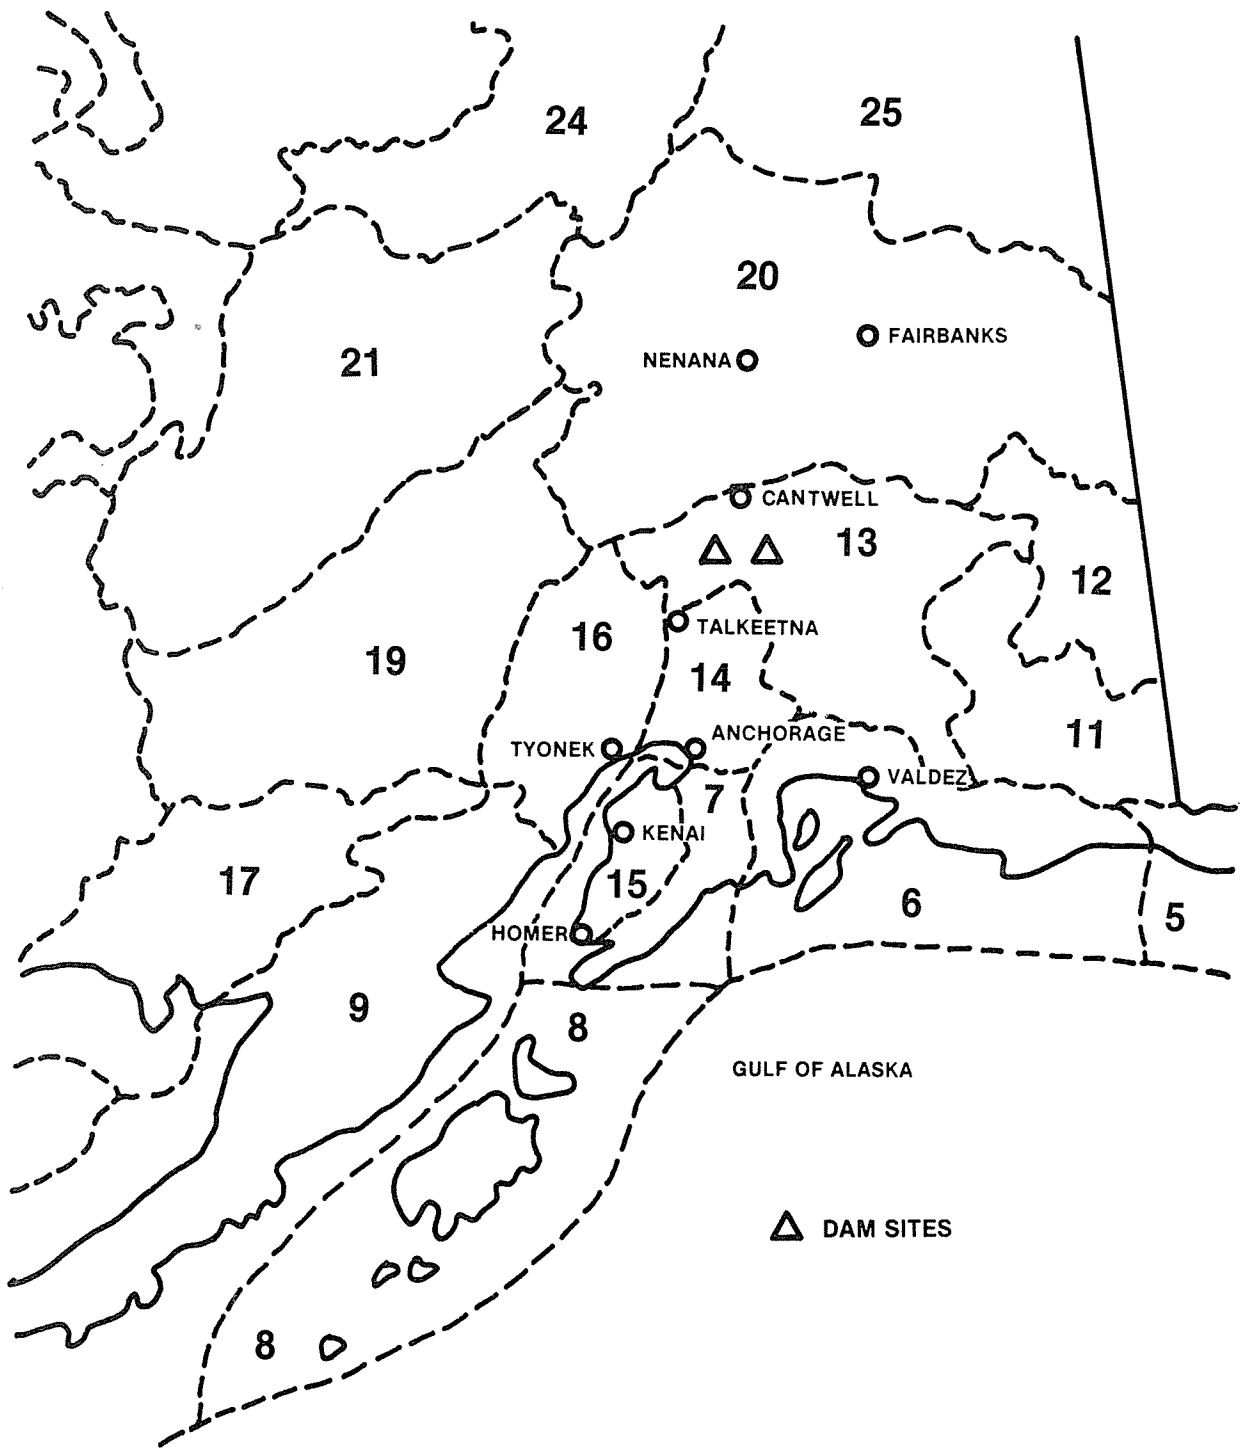 24
25
20
FAIRBANKS
NENANA
21
CANTWELL
13
12
TALKEETNA
16
19
14
11
ANCHORAGE
TYONEK
VALDEZ
7
KENAI
17
15
6
5
HOMER
9
8
GULF OF ALASKA
DAM SITES
8